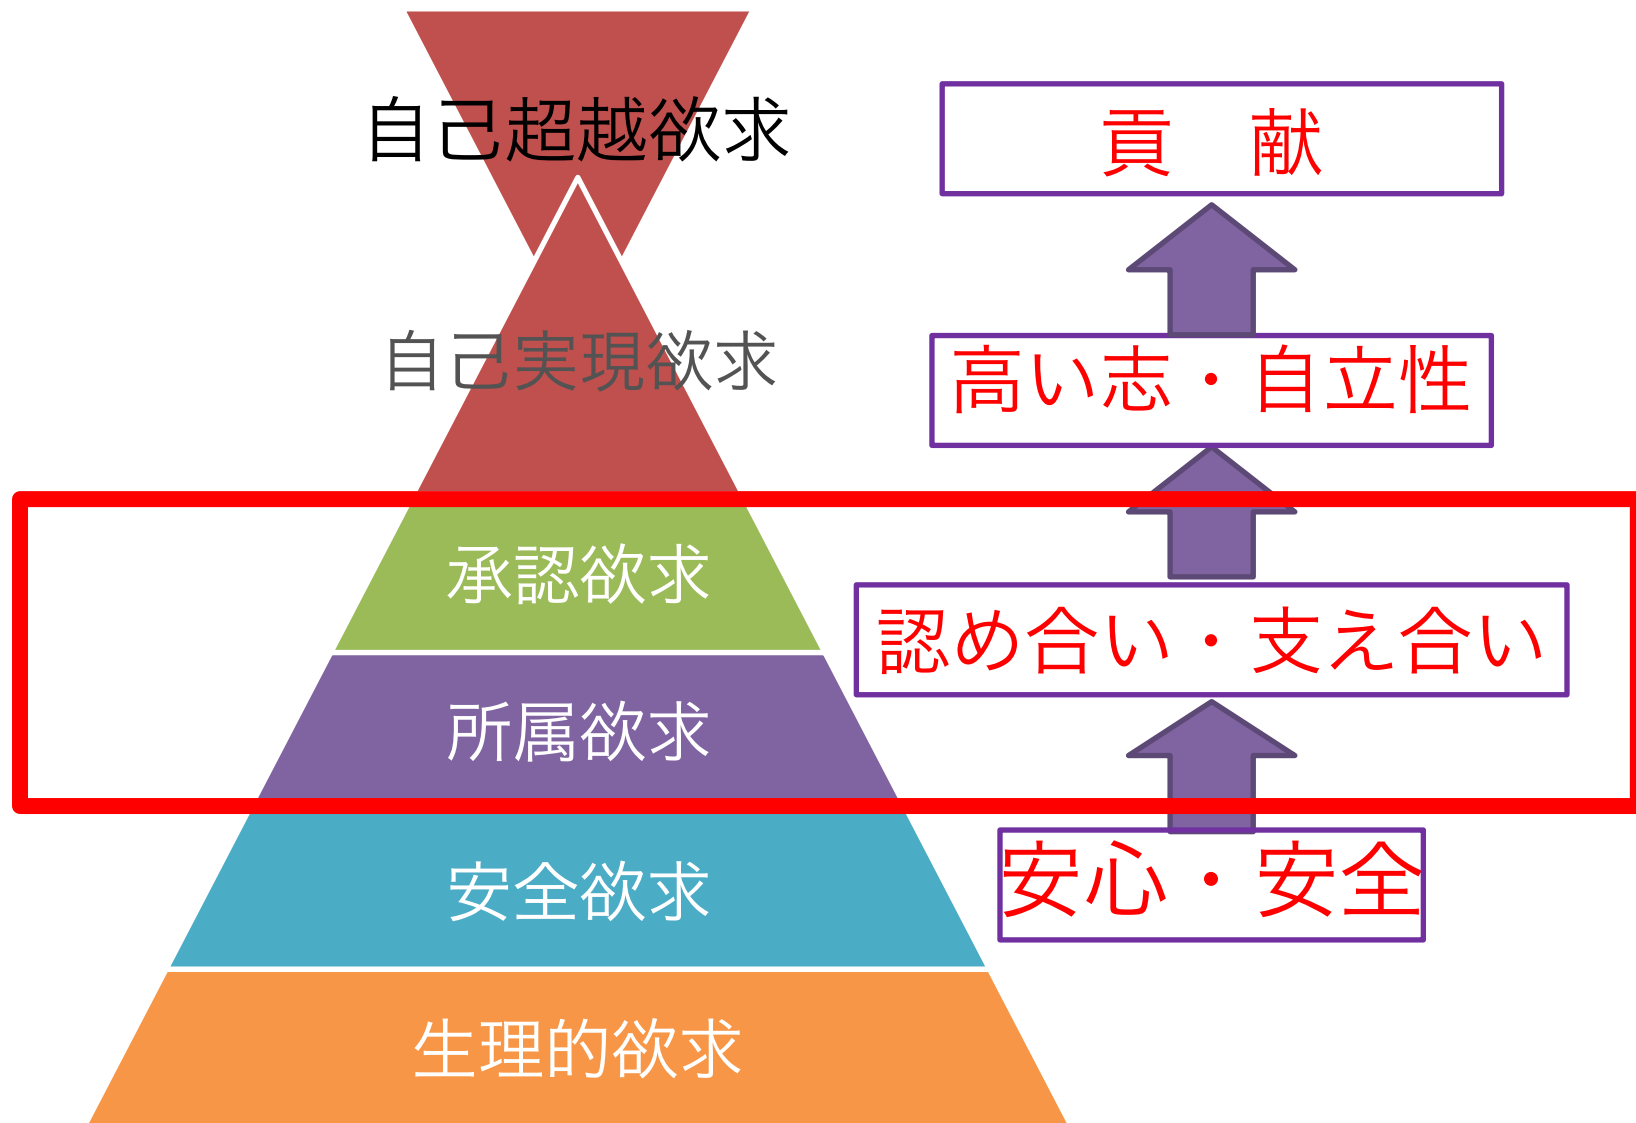 自己超越欲求
貢　献
自己実現欲求
高い志・自立性
承認欲求
認め合い・支え合い
所属欲求
安全欲求
安心・安全
生理的欲求